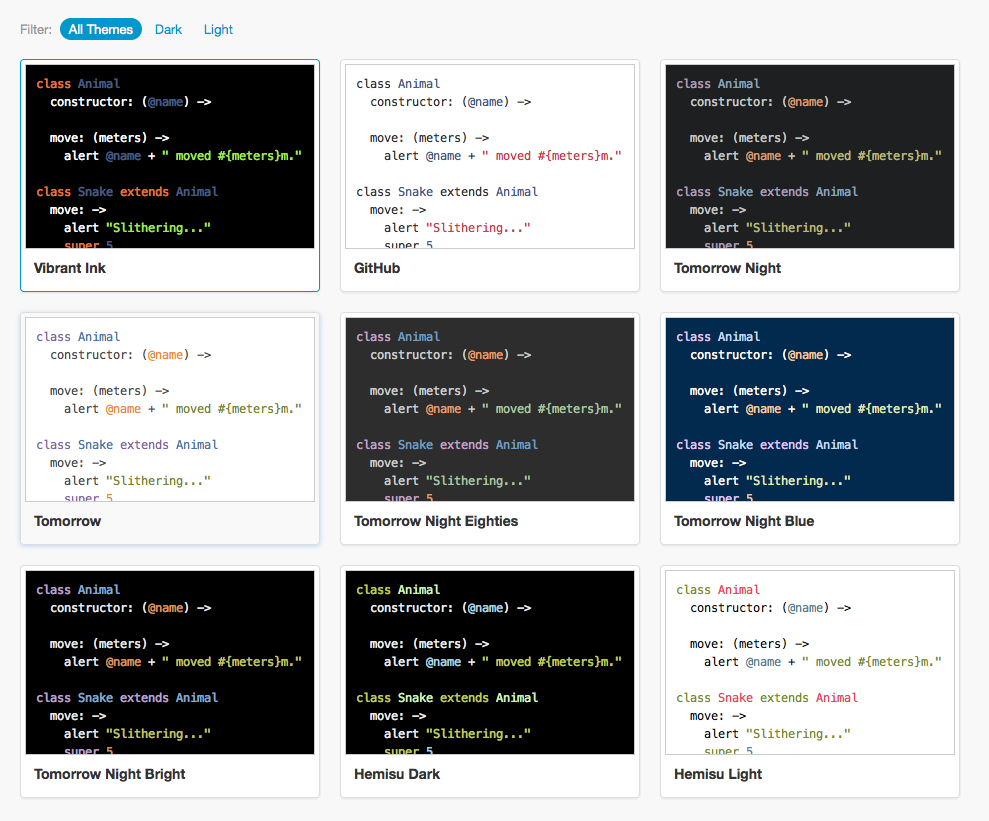 Filter: All Themes Dark Light
class Animal
  constructor: (@name) ->
  move: (meters) ->
    alert @name + " moved #{meters}m."
class Snake extends Animal
  move: ->
    alert "Slithering..."
    super 5
Vibrant Ink
class Animal
  constructor: (@name) ->
  move: (meters) ->
    alert @name + " moved #{meters}m."
class Snake extends Animal
  move: ->
    alert "Slithering..."
    super 5
GitHub
class Animal
  constructor: (@name) ->
  move: (meters) ->
    alert @name + " moved #{meters}m."
class Snake extends Animal
  move: ->
    alert "Slithering..."
    super 5
Tomorrow Night
class Animal
  constructor: (@name) ->
  move: (meters) ->
    alert @name + " moved #{meters}m."
class Snake extends Animal
  move: ->
    alert "Slithering..."
    super 5
Tomorrow
class Animal
  constructor: (@name) ->
  move: (meters) ->
    alert @name + " moved #{meters}m."
class Snake extends Animal
  move: ->
    alert "Slithering..."
    super 5
Tomorrow Night Eighties
class Animal
  constructor: (@name) ->
  move: (meters) ->
    alert @name + " moved #{meters}m."
class Snake extends Animal
  move: ->
    alert "Slithering..."
    super 5
Tomorrow Night Blue
class Animal
  constructor: (@name) ->
  move: (meters) ->
    alert @name + " moved #{meters}m."
class Snake extends Animal
  move: ->
    alert "Slithering..."
    super 5
Tomorrow Night Bright
class Animal
  constructor: (@name) ->
  move: (meters) ->
    alert @name + " moved #{meters}m."
class Snake extends Animal
  move: ->
    alert "Slithering..."
    super 5
Hemisu Dark
class Animal
  constructor: (@name) ->
  move: (meters) ->
    alert @name + " moved #{meters}m."
class Snake extends Animal
  move: ->
    alert "Slithering..."
    super 5
Hemisu Light